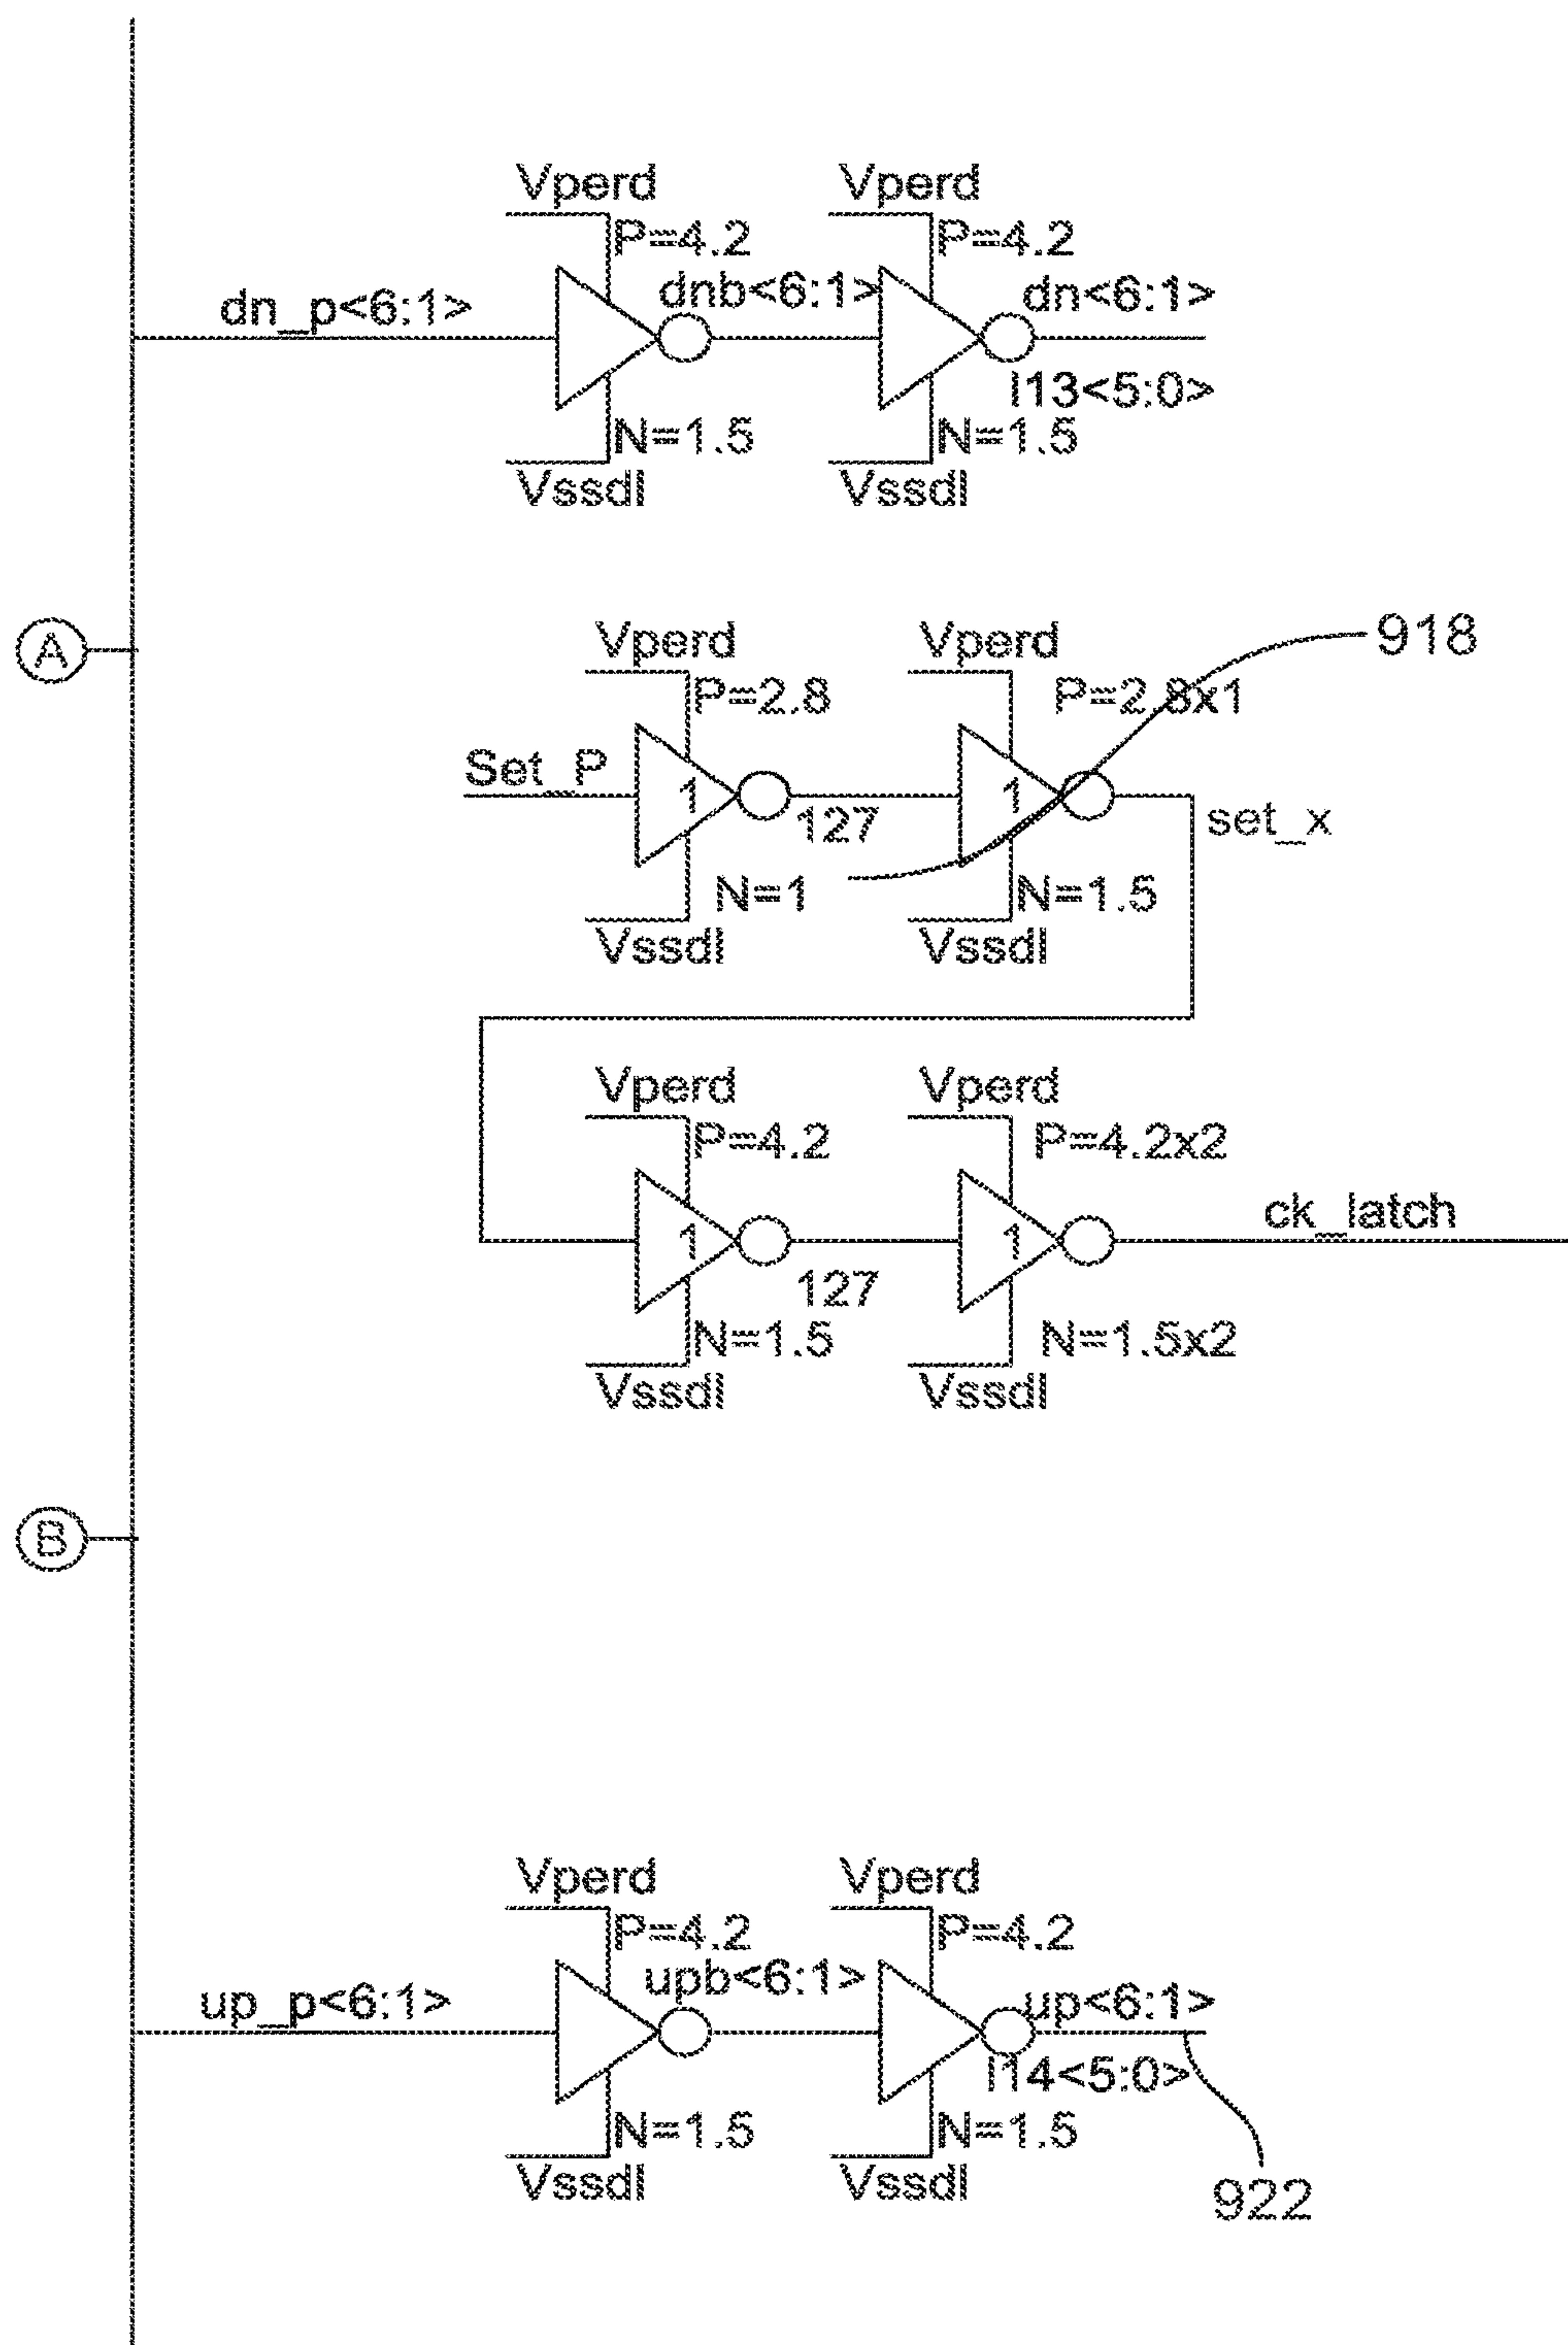 Vperd Vperd
P=4.2 P=4.2
dn_p<6:1> dnb<6:1> dn<6:1>
I13<5:0>
N=1.5 N=1.5
Vssdl Vssdl
A
Vperd Vperd 918
P=2.8 P=2.8x1
Set_P 1 127 1 set_x
N=1 N=1.5
Vssdl Vssdl
Vperd Vperd
P=4.2 P=4.2x2
1 127 1 ck_latch
N=1.5 N=1.5x2
Vssdl Vssdl
B
Vperd Vperd
P=4.2 P=4.2
up_p<6:1> upb<6:1> up<6:1>
I14<5:0>
N=1.5 N=1.5
Vssdl Vssdl
922